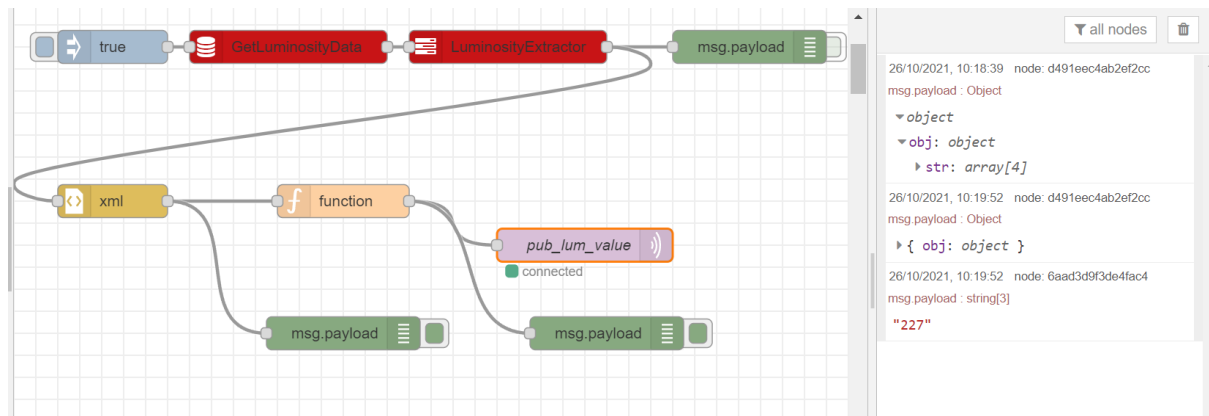 true
GetLuminosityData
LuminosityExtractor
msg.payload
xml
function
pub_lum_value
connected
msg.payload
msg.payload
all nodes
26/10/2021, 10:18:39 node: d491eec4ab2ef2cc
msg.payload : Object
object
obj: object
str: array[4]
26/10/2021, 10:19:52 node: d491eec4ab2ef2cc
msg.payload : Object
{ obj: object }
26/10/2021, 10:19:52 node: 6aad3d9f3de4fac4
msg.payload : string[3]
"227"